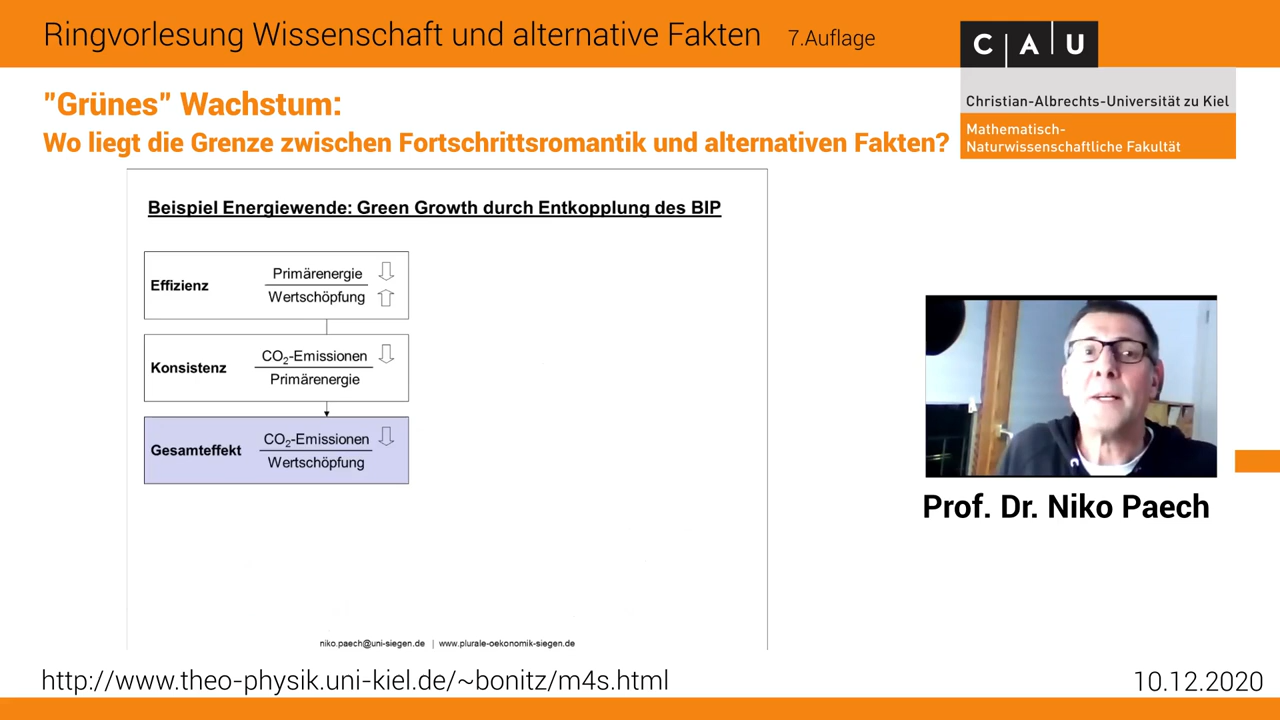 Ringvorlesung Wissenschaft und alternative Fakten 7.Auflage
C A U
Christian-Albrechts-Universität zu Kiel
Mathematisch-
Naturwissenschaftliche Fakultät
"Grünes" Wachstum:
Wo liegt die Grenze zwischen Fortschrittsromantik und alternativen Fakten?
Beispiel Energiewende: Green Growth durch Entkopplung des BIP
Effizienz
Primärenergie
Wertschöpfung
Konsistenz
CO₂-Emissionen
Primärenergie
Gesamteffekt
CO₂-Emissionen
Wertschöpfung
niko.paech@uni-siegen.de | www.plurale-oekonomik-siegen.de
Prof. Dr. Niko Paech
http://www.theo-physik.uni-kiel.de/~bonitz/m4s.html
10.12.2020